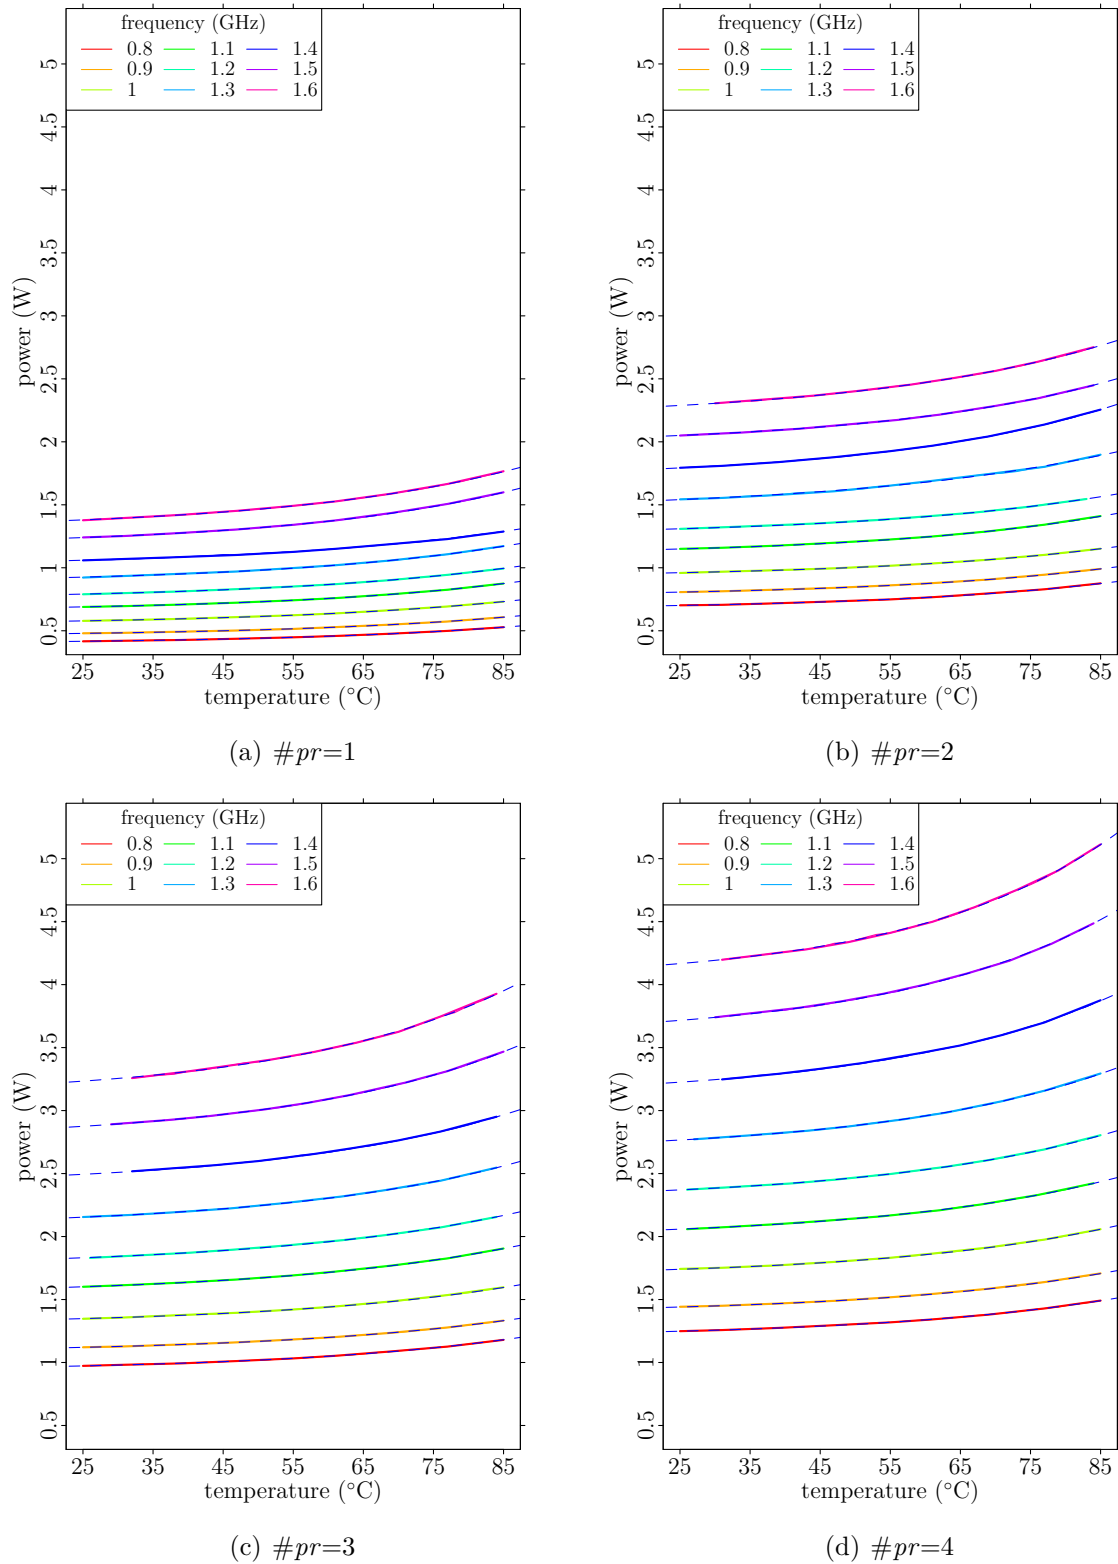 frequency (GHz)
0.8 1.1 1.4
0.9 1.2 1.5
1 1.3 1.6
power (W)
0.5 1 1.5 2 2.5 3 3.5 4 4.5 5
25 35 45 55 65 75 85
temperature (°C)
(a) #pr=1
frequency (GHz)
0.8 1.1 1.4
0.9 1.2 1.5
1 1.3 1.6
power (W)
0.5 1 1.5 2 2.5 3 3.5 4 4.5 5
25 35 45 55 65 75 85
temperature (°C)
(b) #pr=2
frequency (GHz)
0.8 1.1 1.4
0.9 1.2 1.5
1 1.3 1.6
power (W)
0.5 1 1.5 2 2.5 3 3.5 4 4.5 5
25 35 45 55 65 75 85
temperature (°C)
(c) #pr=3
frequency (GHz)
0.8 1.1 1.4
0.9 1.2 1.5
1 1.3 1.6
power (W)
0.5 1 1.5 2 2.5 3 3.5 4 4.5 5
25 35 45 55 65 75 85
temperature (°C)
(d) #pr=4